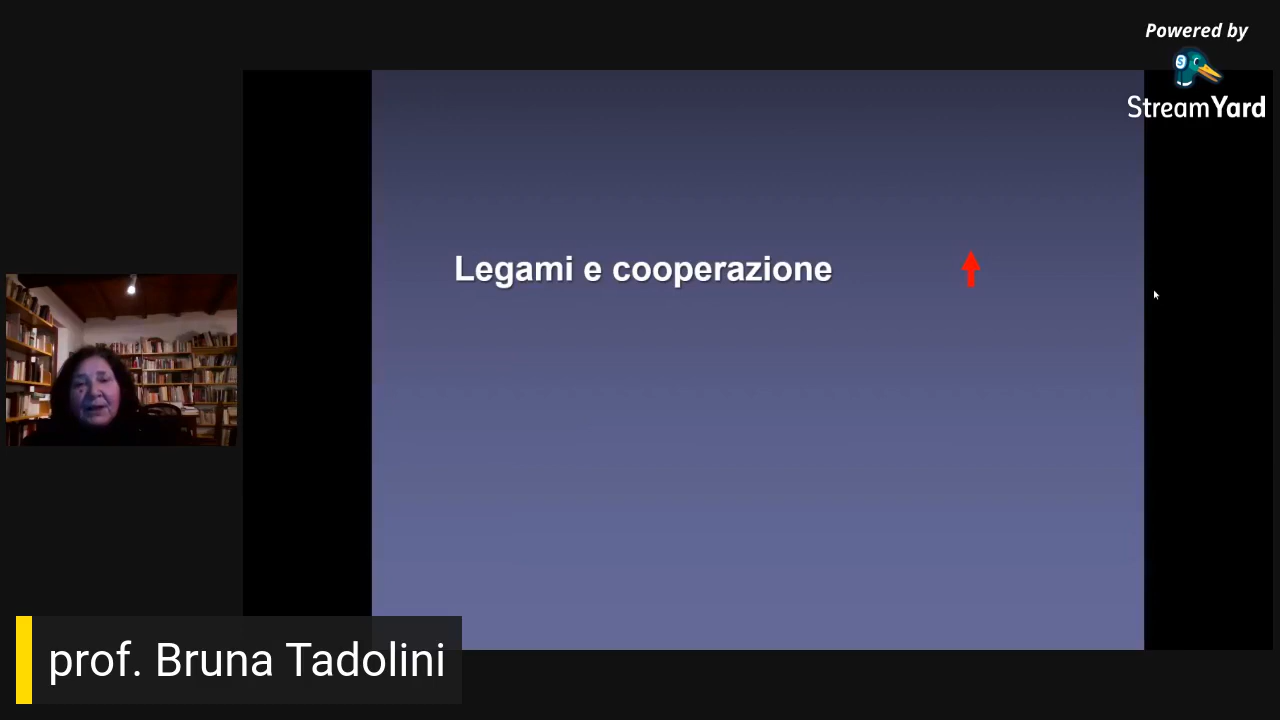 Powered by
StreamYard
Legami e cooperazione
prof. Bruna Tadolini